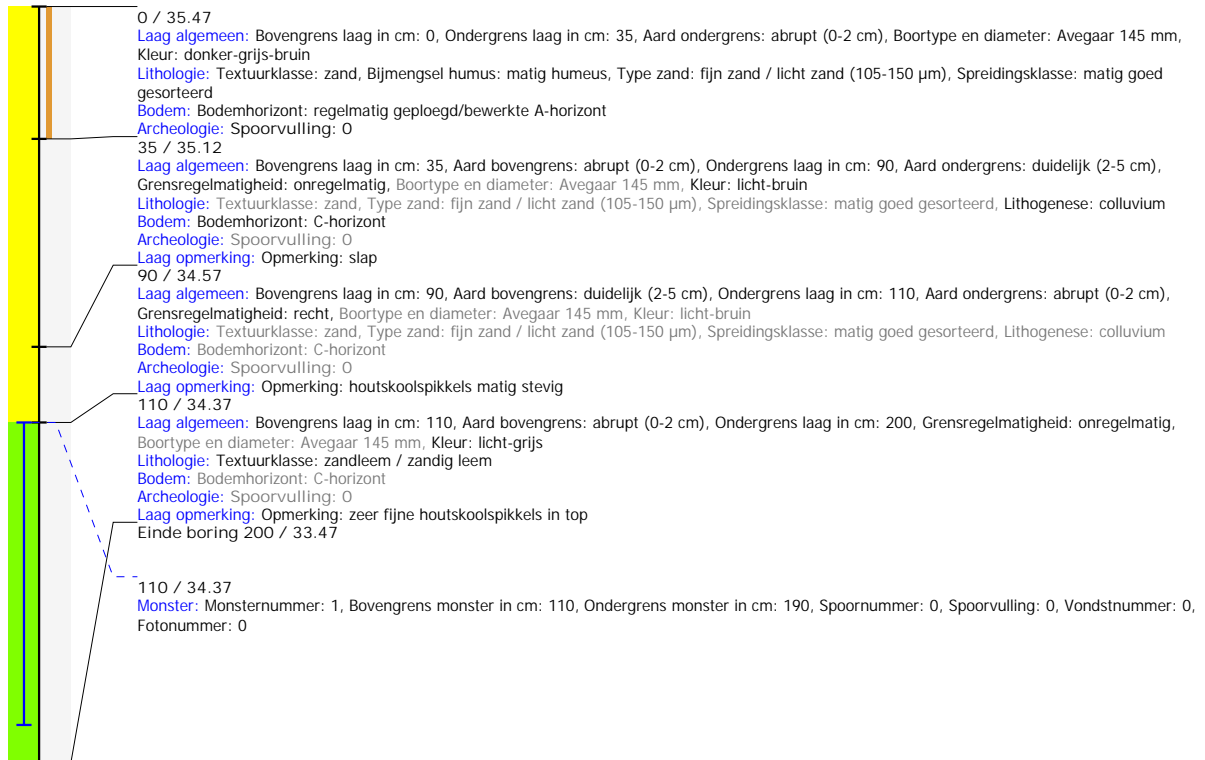 0 / 35.47
Laag algemeen: Bovengrens laag in cm: 0, Ondergrens laag in cm: 35, Aard ondergrens: abrupt (0-2 cm), Boortype en diameter: Avegaar 145 mm,
Kleur: donker-grijs-bruin
Lithologie: Textuurklasse: zand, Bijmengsel humus: matig humeus, Type zand: fijn zand / licht zand (105-150 µm), Spreidingsklasse: matig goed
gesorteerd
Bodem: Bodemhorizont: regelmatig geploegd/bewerkte A-horizont
Archeologie: Spoorvulling: 0
35 / 35.12
Laag algemeen: Bovengrens laag in cm: 35, Aard bovengrens: abrupt (0-2 cm), Ondergrens laag in cm: 90, Aard ondergrens: duidelijk (2-5 cm),
Grensregelmatigheid: onregelmatig, Boortype en diameter: Avegaar 145 mm, Kleur: licht-bruin
Lithologie: Textuurklasse: zand, Type zand: fijn zand / licht zand (105-150 µm), Spreidingsklasse: matig goed gesorteerd, Lithogenese: colluvium
Bodem: Bodemhorizont: C-horizont
Archeologie: Spoorvulling: 0
Laag opmerking: Opmerking: slap
90 / 34.57
Laag algemeen: Bovengrens laag in cm: 90, Aard bovengrens: duidelijk (2-5 cm), Ondergrens laag in cm: 110, Aard ondergrens: abrupt (0-2 cm),
Grensregelmatigheid: recht, Boortype en diameter: Avegaar 145 mm, Kleur: licht-bruin
Lithologie: Textuurklasse: zand, Type zand: fijn zand / licht zand (105-150 µm), Spreidingsklasse: matig goed gesorteerd, Lithogenese: colluvium
Bodem: Bodemhorizont: C-horizont
Archeologie: Spoorvulling: 0
Laag opmerking: Opmerking: houtskoolspikkels matig stevig
110 / 34.37
Laag algemeen: Bovengrens laag in cm: 110, Aard bovengrens: abrupt (0-2 cm), Ondergrens laag in cm: 200, Grensregelmatigheid: onregelmatig,
Boortype en diameter: Avegaar 145 mm, Kleur: licht-grijs
Lithologie: Textuurklasse: zandleem / zandig leem
Bodem: Bodemhorizont: C-horizont
Archeologie: Spoorvulling: 0
Laag opmerking: Opmerking: zeer fijne houtskoolspikkels in top
Einde boring 200 / 33.47
110 / 34.37
Monster: Monsternummer: 1, Bovengrens monster in cm: 110, Ondergrens monster in cm: 190, Spoornummer: 0, Spoorvulling: 0, Vondstnummer: 0,
Fotonummer: 0